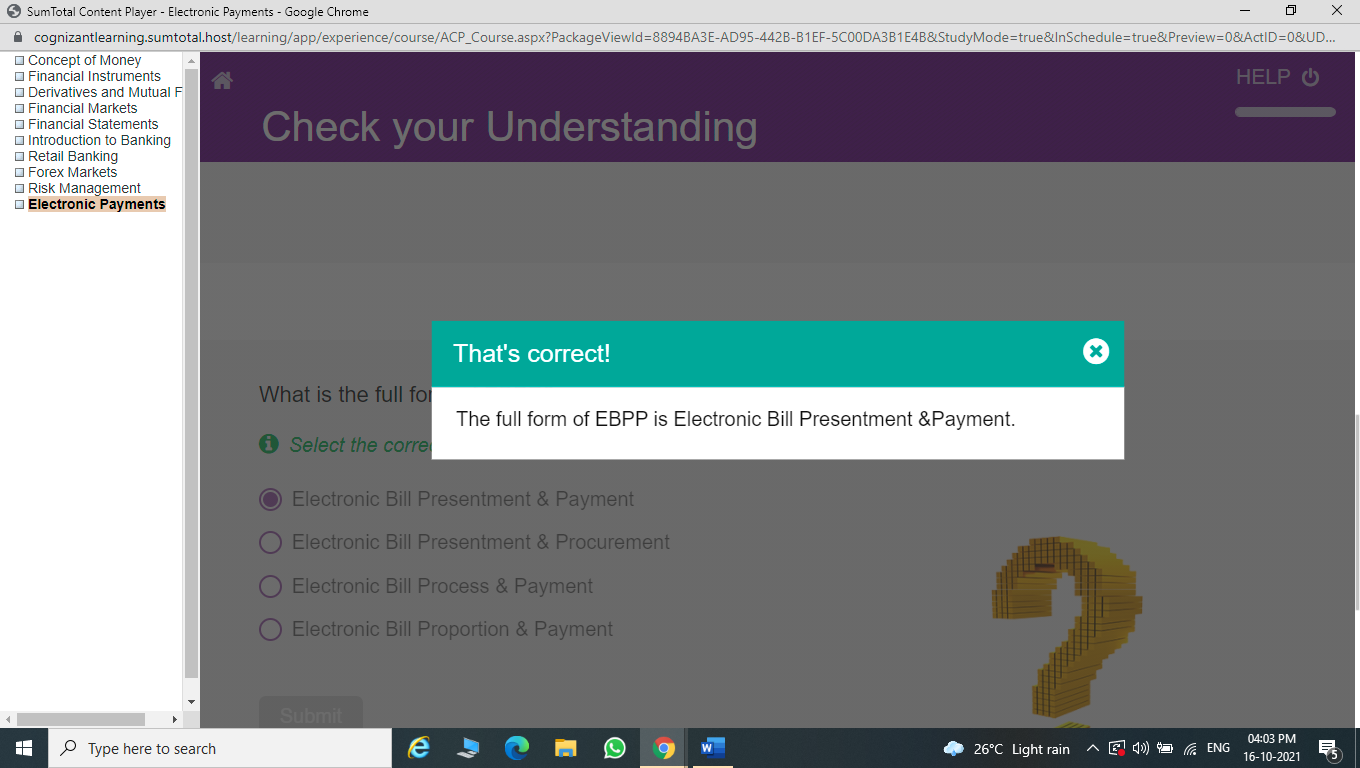 SumTotal Content Player - Electronic Payments - Google Chrome
cognizantlearning.sumtotal.host/learning/app/experience/course/ACP_Course.aspx?PackageViewId=8894BA3E-AD95-442B-B1EF-5C00DA3B1E4B&StudyMode=true&InSchedule=true&Preview=0&ActID=0&UD...
Concept of Money
Financial Instruments
Derivatives and Mutual F
Financial Markets
Financial Statements
Introduction to Banking
Retail Banking
Forex Markets
Risk Management
Electronic Payments
HELP
Check your Understanding
That's correct!
The full form of EBPP is Electronic Bill Presentment &Payment.
What is the full for
Select the corre
Electronic Bill Presentment & Payment
Electronic Bill Presentment & Procurement
Electronic Bill Process & Payment
Electronic Bill Proportion & Payment
Submit
Type here to search
W
26°C Light rain
ENG
04:03 PM
16-10-2021
5